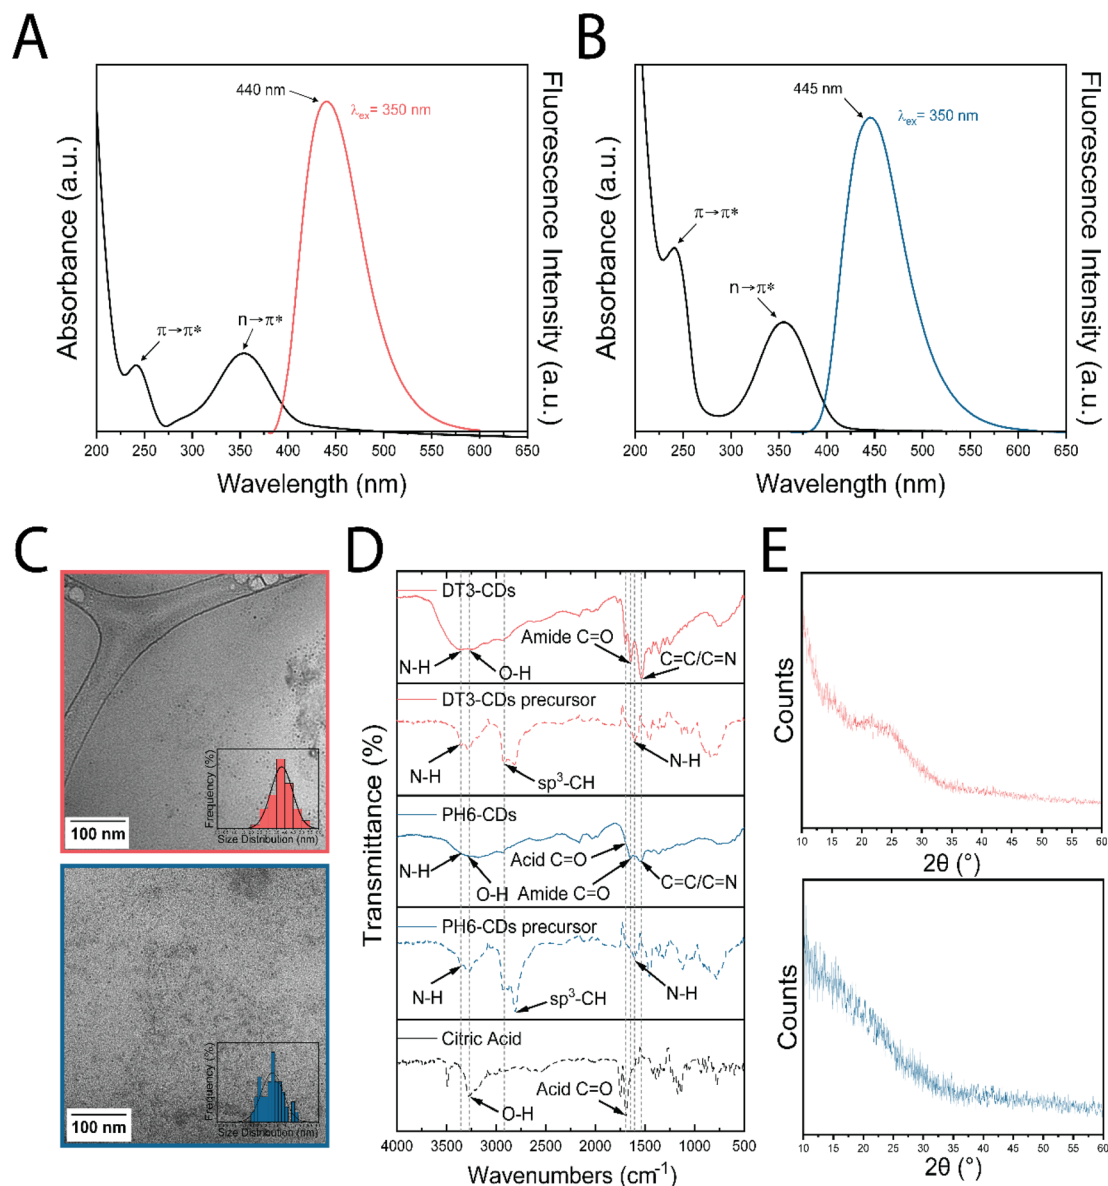 A
B
440 nm
λex= 350 nm
π→π*
n→π*
Absorbance (a.u.)
Fluorescence Intensity (a.u.)
200 250 300 350 400 450 500 550 600 650
Wavelength (nm)
445 nm
λex= 350 nm
π→π*
n→π*
Absorbance (a.u.)
Fluorescence Intensity (a.u.)
200 250 300 350 400 450 500 550 600 650
Wavelength (nm)
C
D
E
100 nm
Frequency (%)
Size Distribution (nm)
100 nm
Frequency (%)
Size Distribution (nm)
Transmittance (%)
DT3-CDs
Amide C=O
N-H
O-H
C=C/C=N
DT3-CDs precursor
N-H
sp³-CH
N-H
PH6-CDs
Acid C=O
N-H
O-H
Amide C=O
C=C/C=N
PH6-CDs precursor
N-H
sp³-CH
N-H
Citric Acid
Acid C=O
O-H
4000 3500 3000 2500 2000 1500 1000 500
Wavenumbers (cm⁻¹)
Counts
10 15 20 25 30 35 40 45 50 55 60
2θ (°)
Counts
10 15 20 25 30 35 40 45 50 55 60
2θ (°)